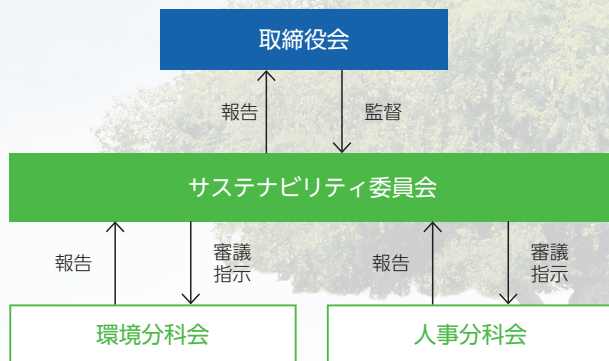 取締役会
報告
監督
サステナビリティ委員会
報告
審議
指示
報告
審議
指示
環境分科会
人事分科会